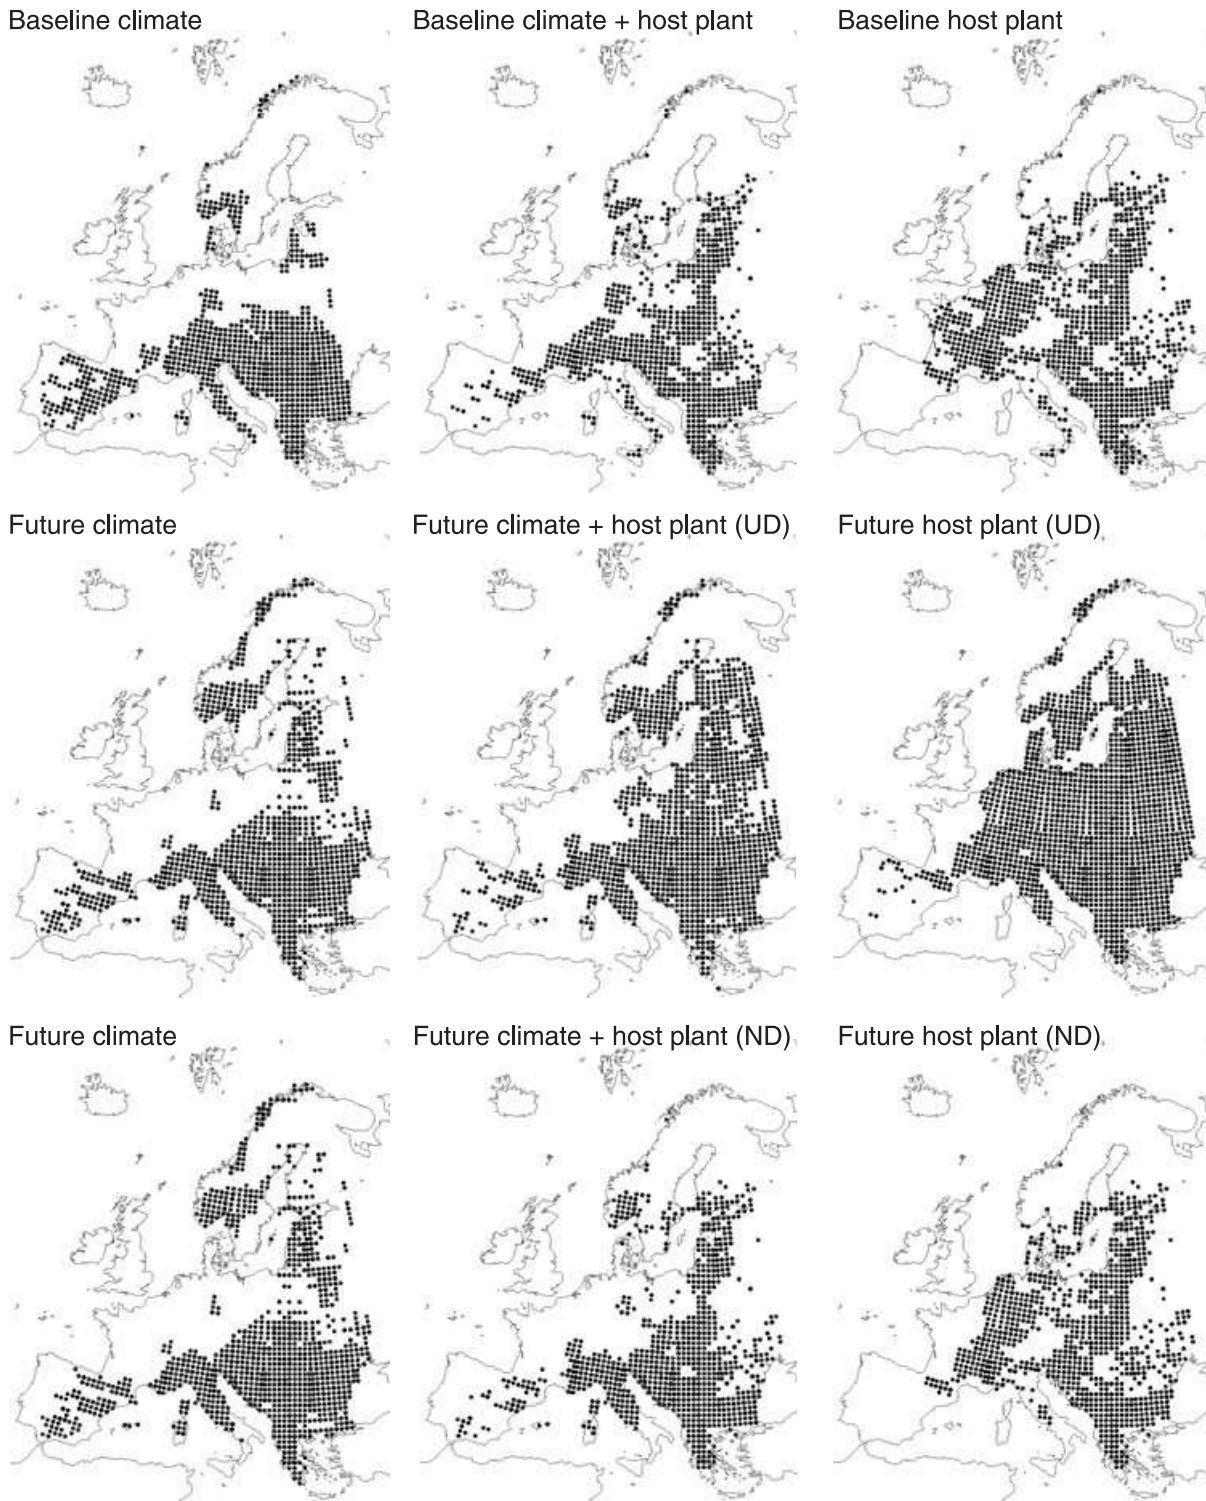 Baseline climate
Baseline climate + host plant
Baseline host plant
Future climate
Future climate + host plant (UD)
Future host plant (UD)
Future climate
Future climate + host plant (ND)
Future host plant (ND)